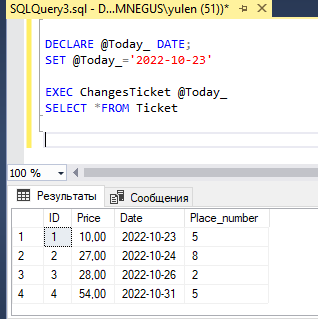 SQLQuery3.sql - D...MNEGUS\yulen (51))*
DECLARE @Today_ DATE;
SET @Today_='2022-10-23'
EXEC ChangesTicket @Today_
SELECT *FROM Ticket
100 %
Результаты Сообщения
ID Price Date Place_number
1 1 10,00 2022-10-23 5
2 2 27,00 2022-10-24 8
3 3 28,00 2022-10-26 2
4 4 54,00 2022-10-31 5